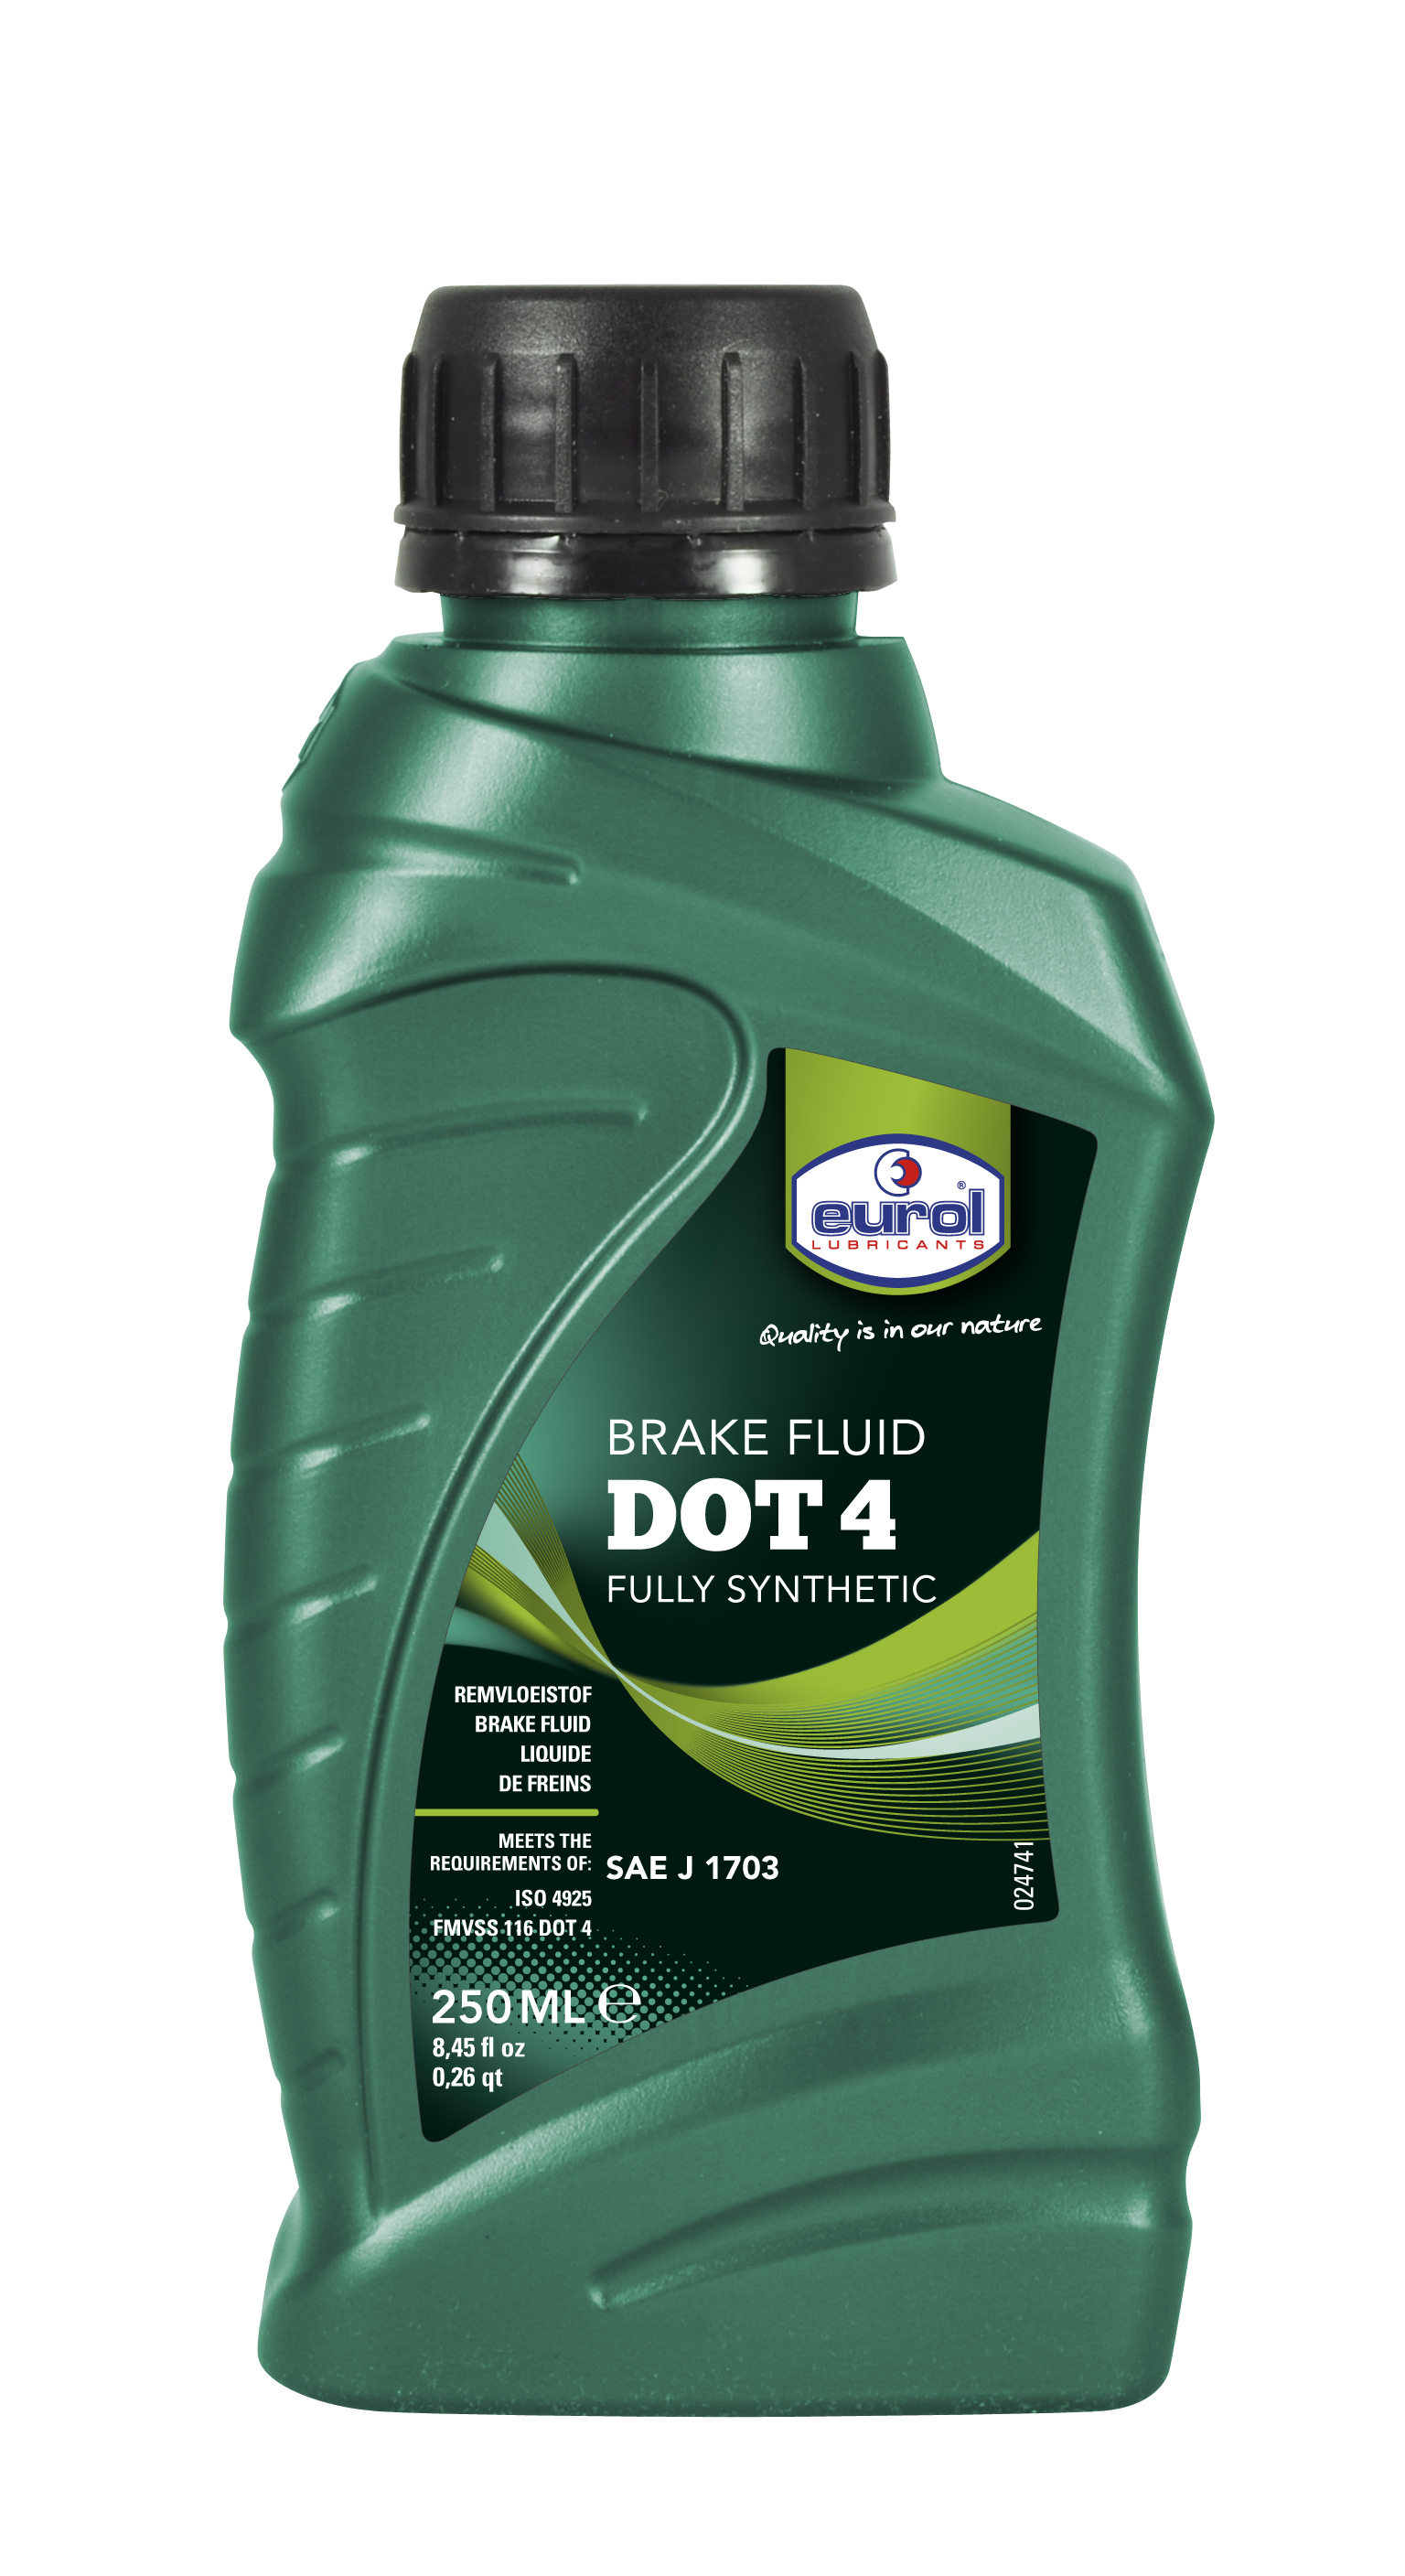 eurol®
LUBRICANTS
Quality is in our nature
BRAKE FLUID
DOT 4
FULLY SYNTHETIC
REMVLOEISTOF
BRAKE FLUID
LIQUIDE
DE FREINS
MEETS THE
REQUIREMENTS OF:
SAE J 1703
ISO 4925
FMVSS 116 DOT 4
024741
250 ML ℮
8,45 fl oz
0,26 qt